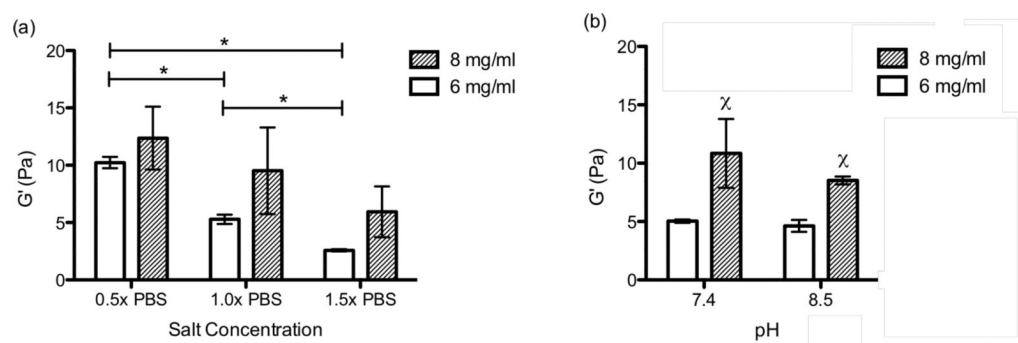 (a)
20
15
10
5
0
G' (Pa)
*
*
*
8 mg/ml
6 mg/ml
0.5x PBS 1.0x PBS 1.5x PBS
Salt Concentration
(b)
20
15
10
5
0
G' (Pa)
χ
χ
8 mg/ml
6 mg/ml
7.4 8.5
pH